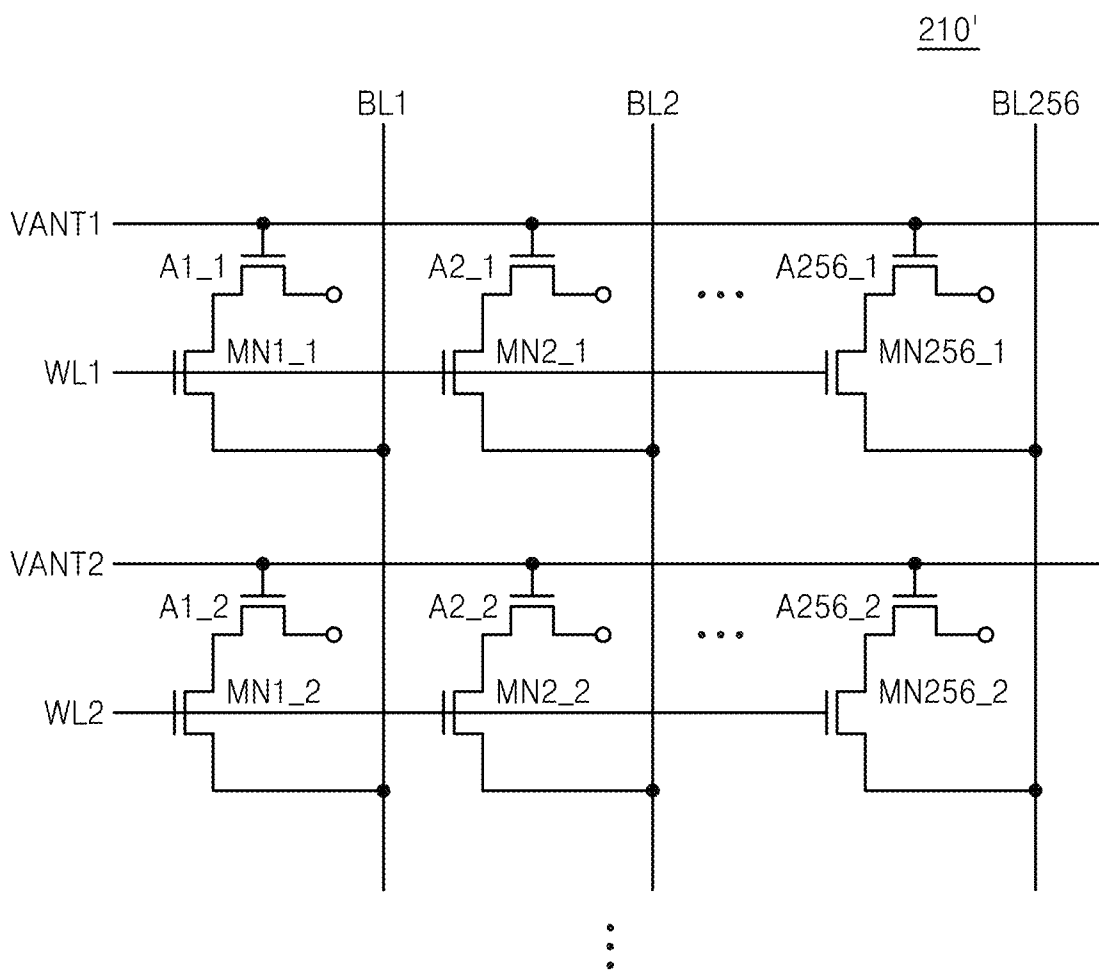 210'
BL1 BL2 BL256
VANT1
A1_1 A2_1 A256_1
MN1_1 MN2_1 MN256_1
WL1
VANT2
A1_2 A2_2 A256_2
MN1_2 MN2_2 MN256_2
WL2